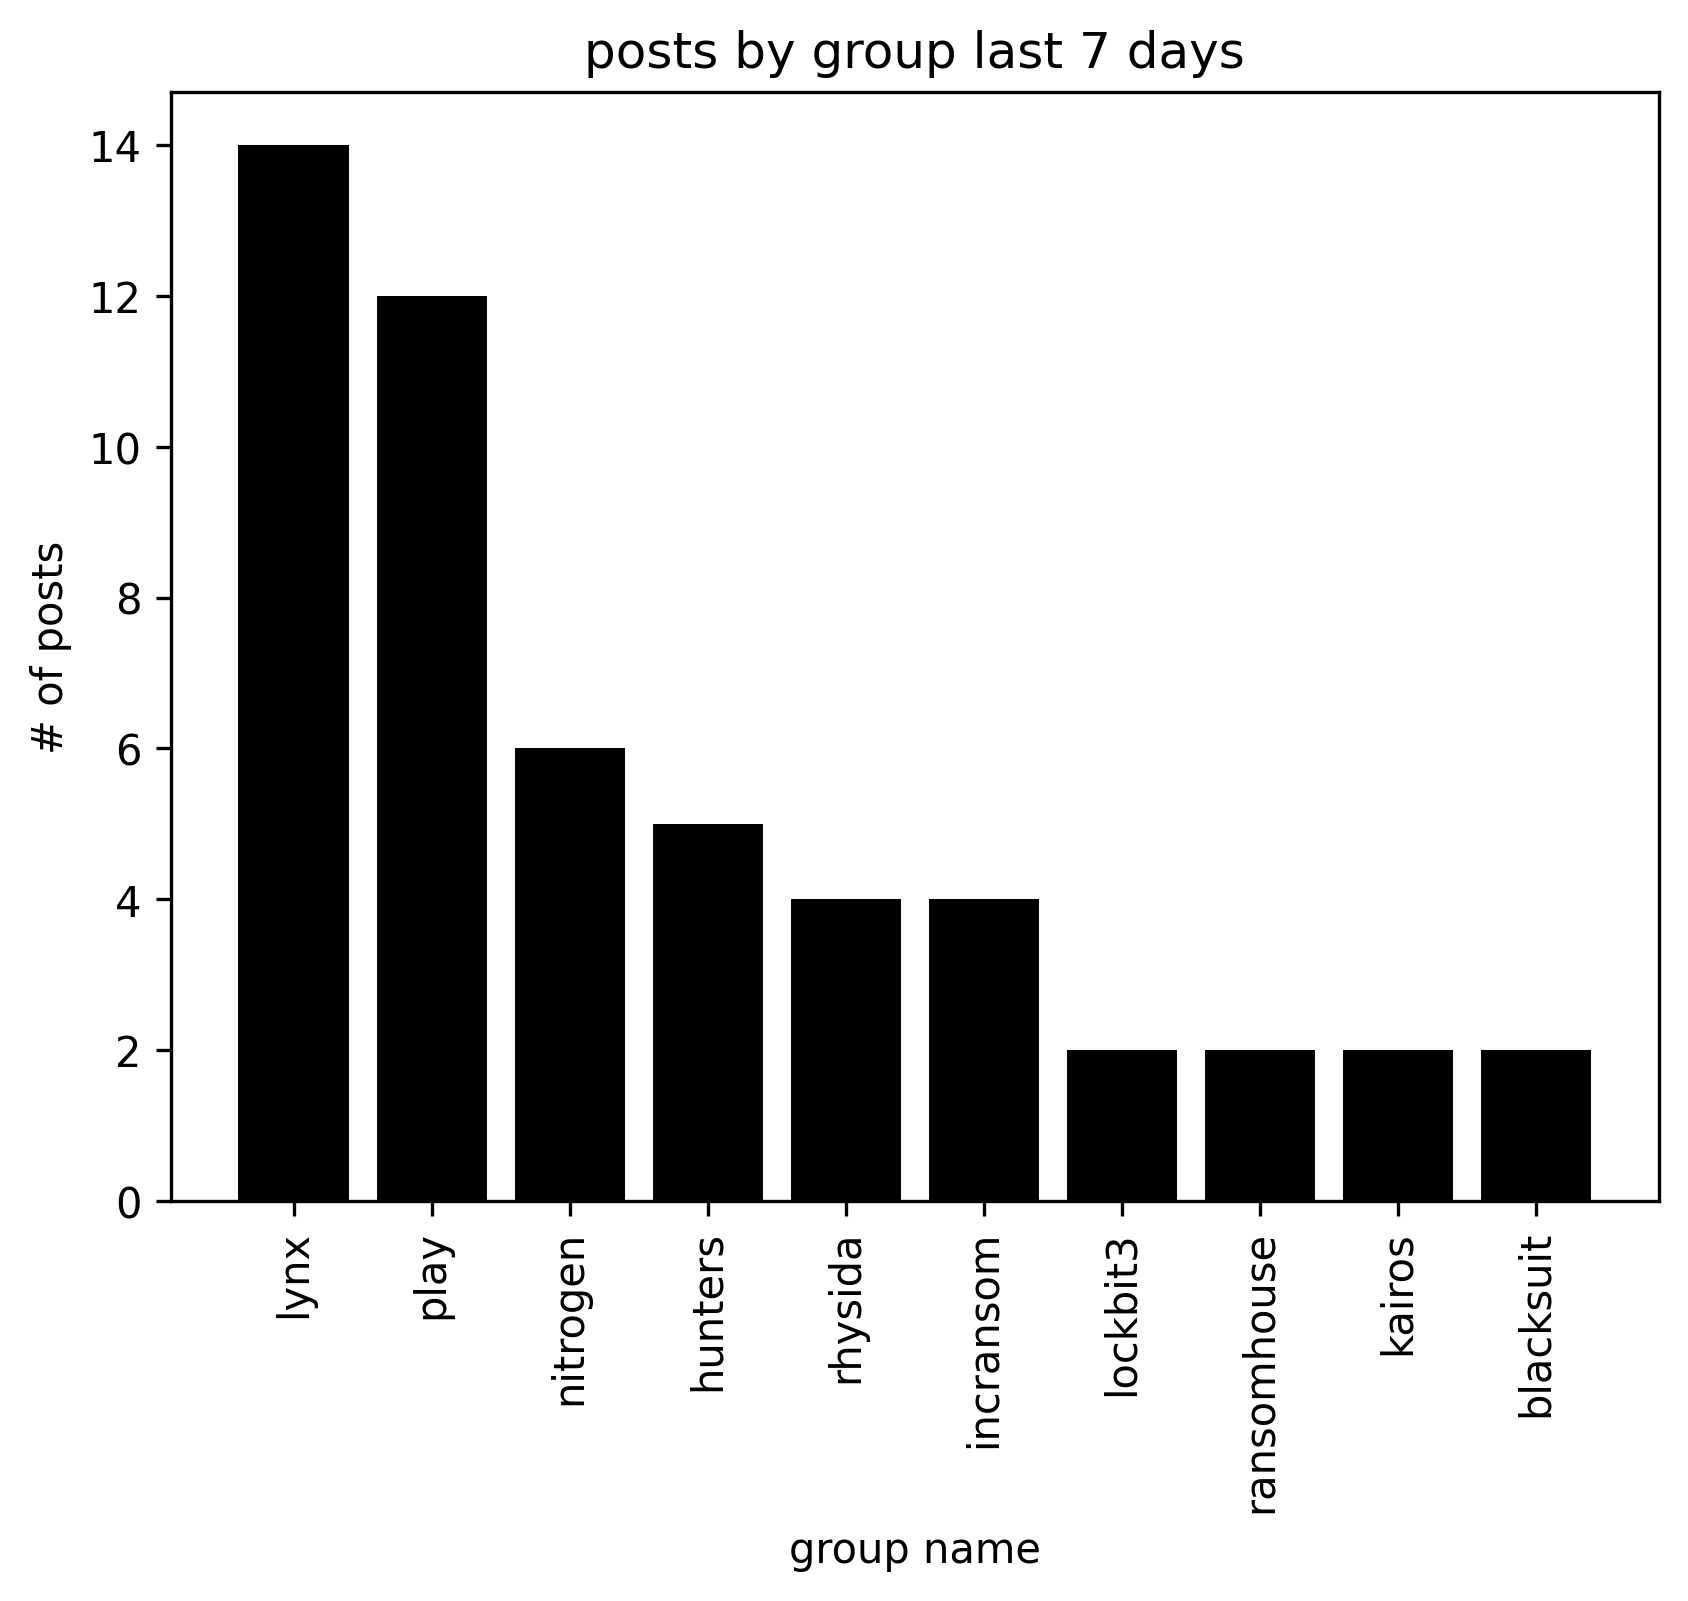 posts by group last 7 days
14
12
10
8
6
4
2
0
# of posts
lynx
play
nitrogen
hunters
rhysida
incransom
lockbit3
ransomhouse
kairos
blacksuit
group name